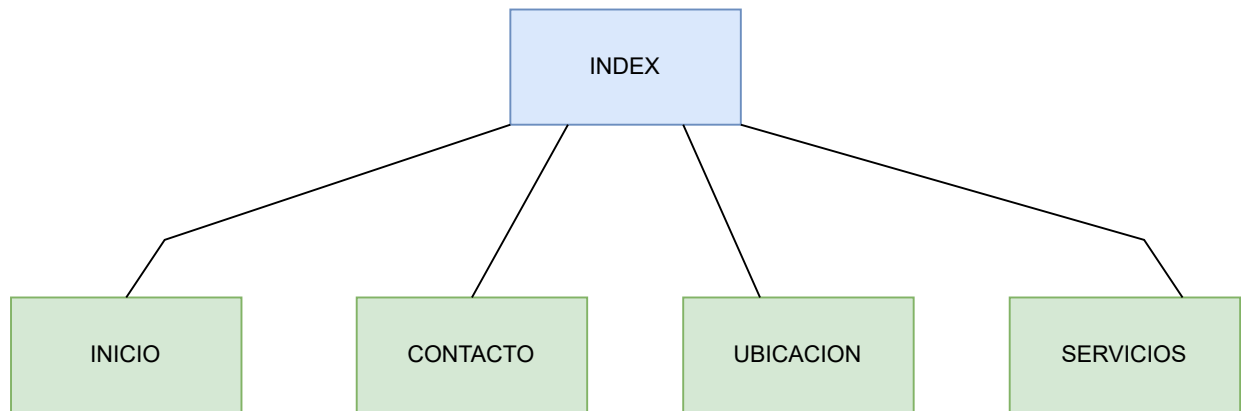 INDEX
INICIO
CONTACTO
UBICACION
SERVICIOS